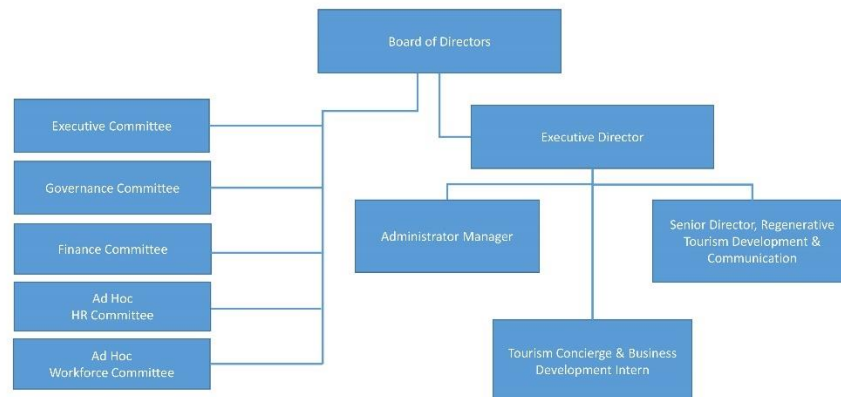 Board of Directors
Executive Committee
Executive Director
Governance Committee
Administrator Manager
Senior Director, Regenerative
Tourism Development &
Communication
Finance Committee
Ad Hoc
HR Committee
Ad Hoc
Workforce Committee
Tourism Concierge & Business
Development Intern